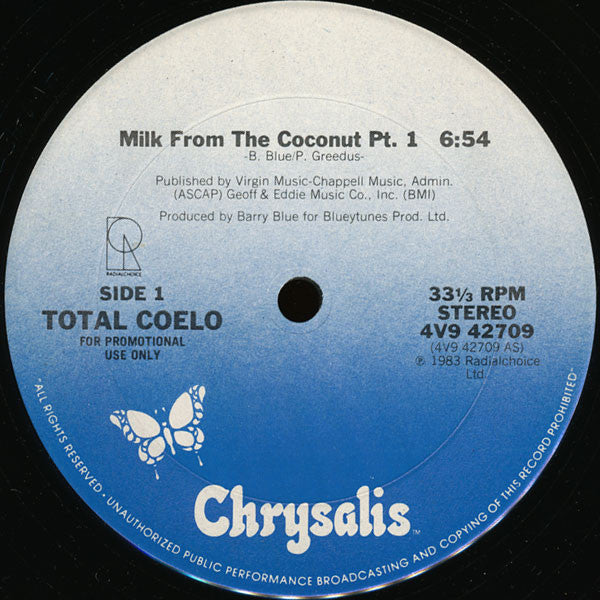 Milk From The Coconut Pt. 1 6:54
-B. Blue/P. Greedus-
Published by Virgin Music-Chappell Music, Admin.
(ASCAP) Geoff & Eddie Music Co., Inc. (BMI)
Produced by Barry Blue for Blueytunes Prod. Ltd.
R
RADIALCHOICE
SIDE 1
TOTAL COELO
FOR PROMOTIONAL
USE ONLY
33⅓ RPM
STEREO
4V9 42709
(4V9 42709 AS)
℗ 1983 Radialchoice
Ltd.
Chrysalis™
"ALL RIGHTS RESERVED • UNAUTHORIZED PUBLIC PERFORMANCE BROADCASTING AND COPYING OF THIS RECORD PROHIBITED"